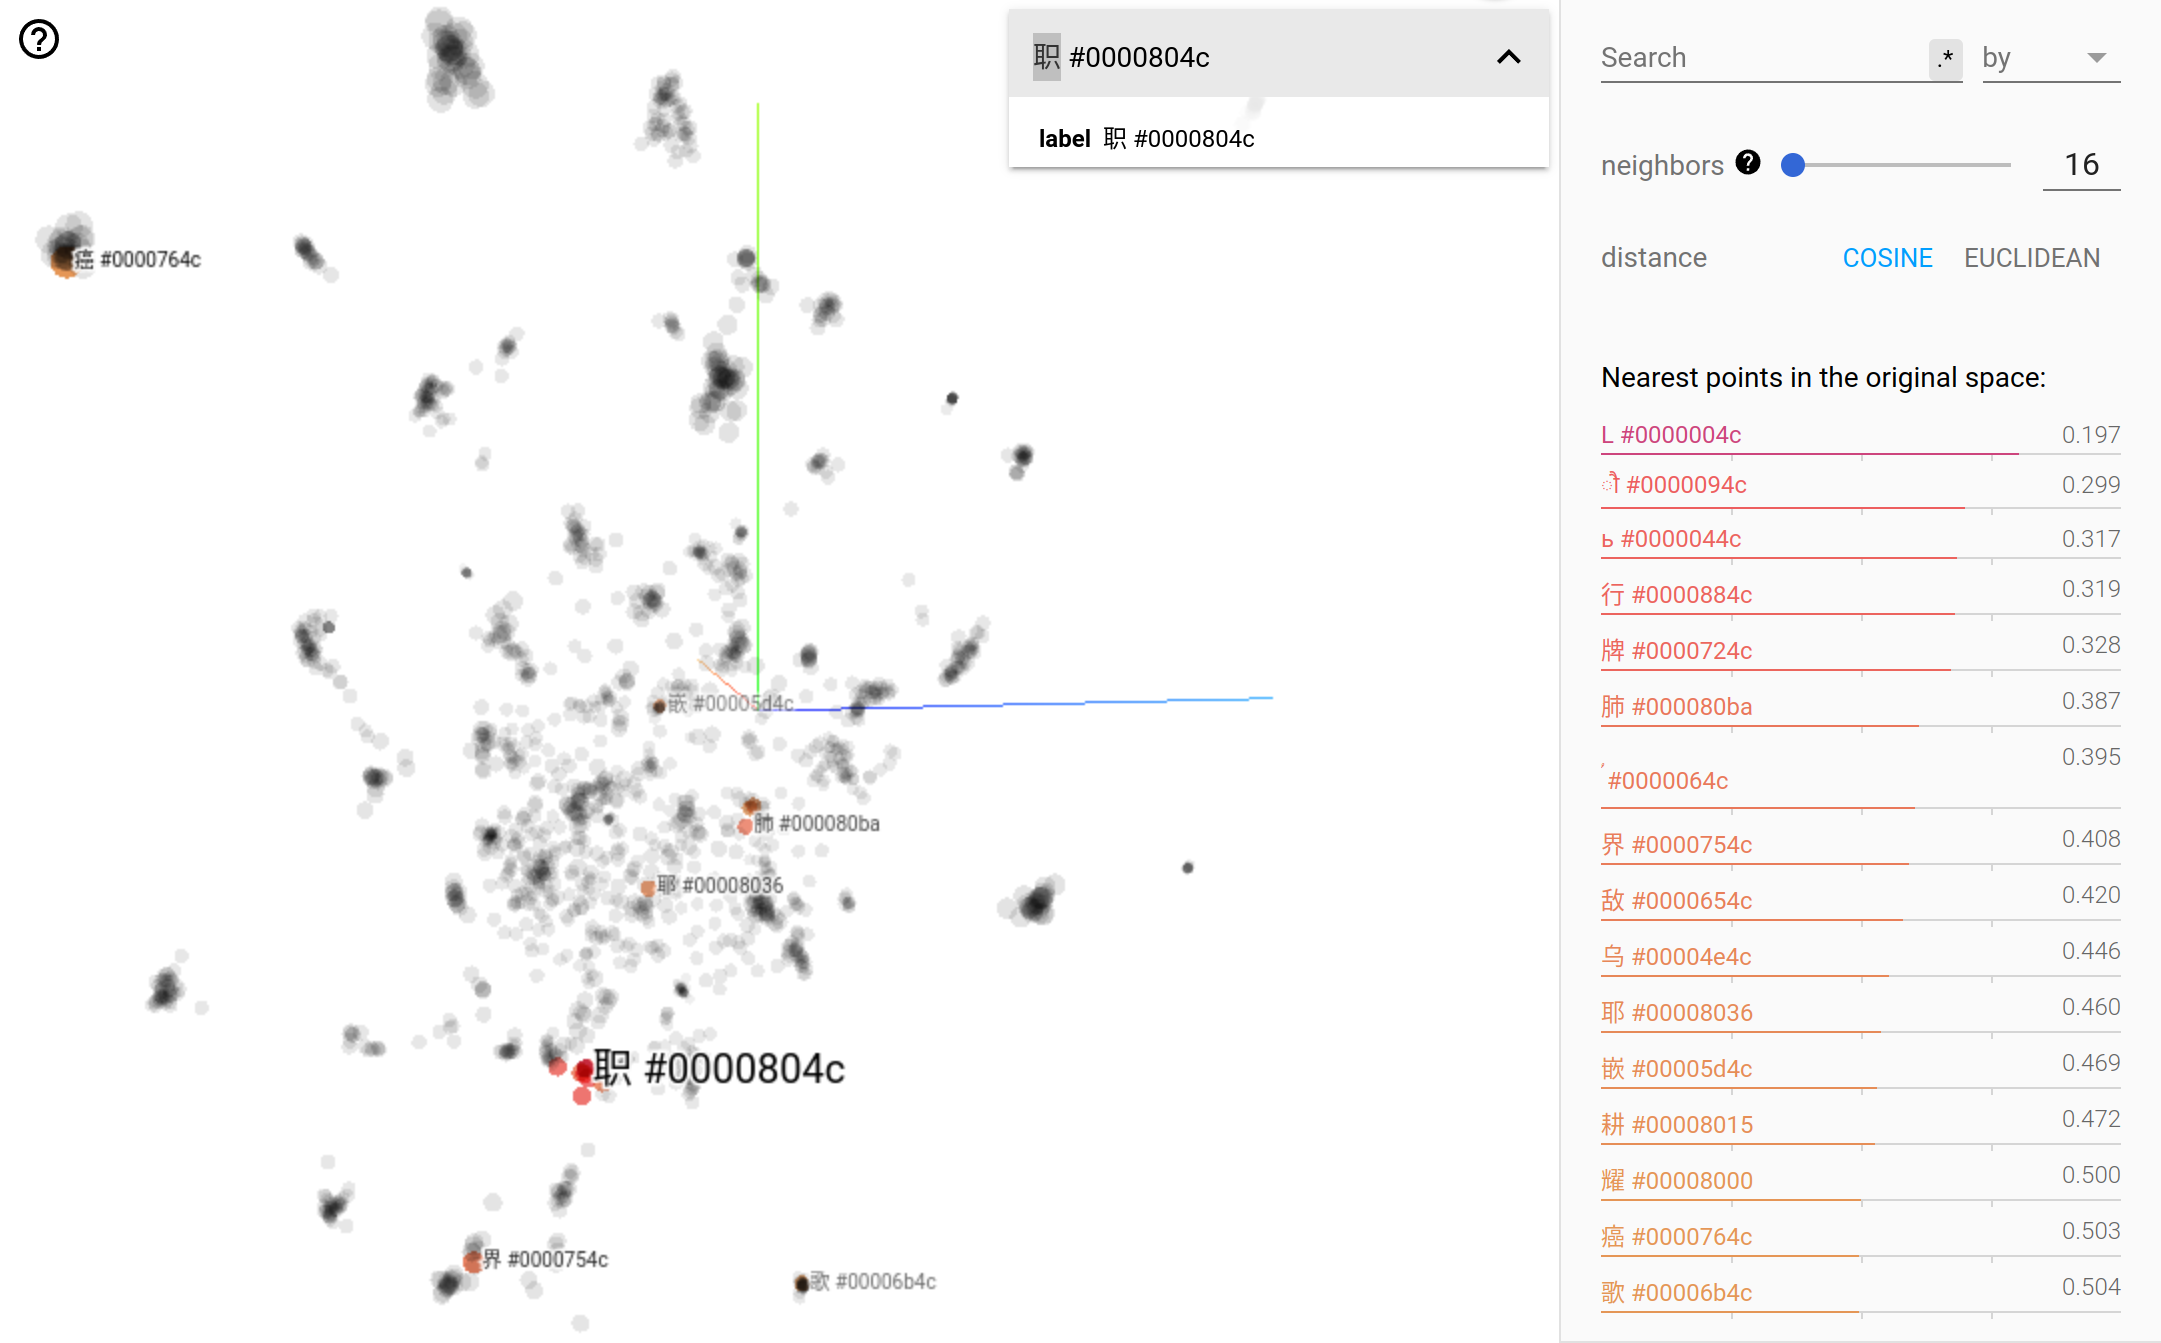 职 #0000804c
label 职 #0000804c
癌 #0000764c
嵌 #00005d4c
肺 #000080ba
耶 #00008036
职 #0000804c
界 #0000754c
歌 #00006b4c
Search .* by
neighbors 16
distance COSINE EUCLIDEAN
Nearest points in the original space:
L #0000004c 0.197
ौ #0000094c 0.299
ь #0000044c 0.317
行 #0000884c 0.319
牌 #0000724c 0.328
肺 #000080ba 0.387
، #0000064c 0.395
界 #0000754c 0.408
敌 #0000654c 0.420
乌 #00004e4c 0.446
耶 #00008036 0.460
嵌 #00005d4c 0.469
耕 #00008015 0.472
耀 #00008000 0.500
癌 #0000764c 0.503
歌 #00006b4c 0.504